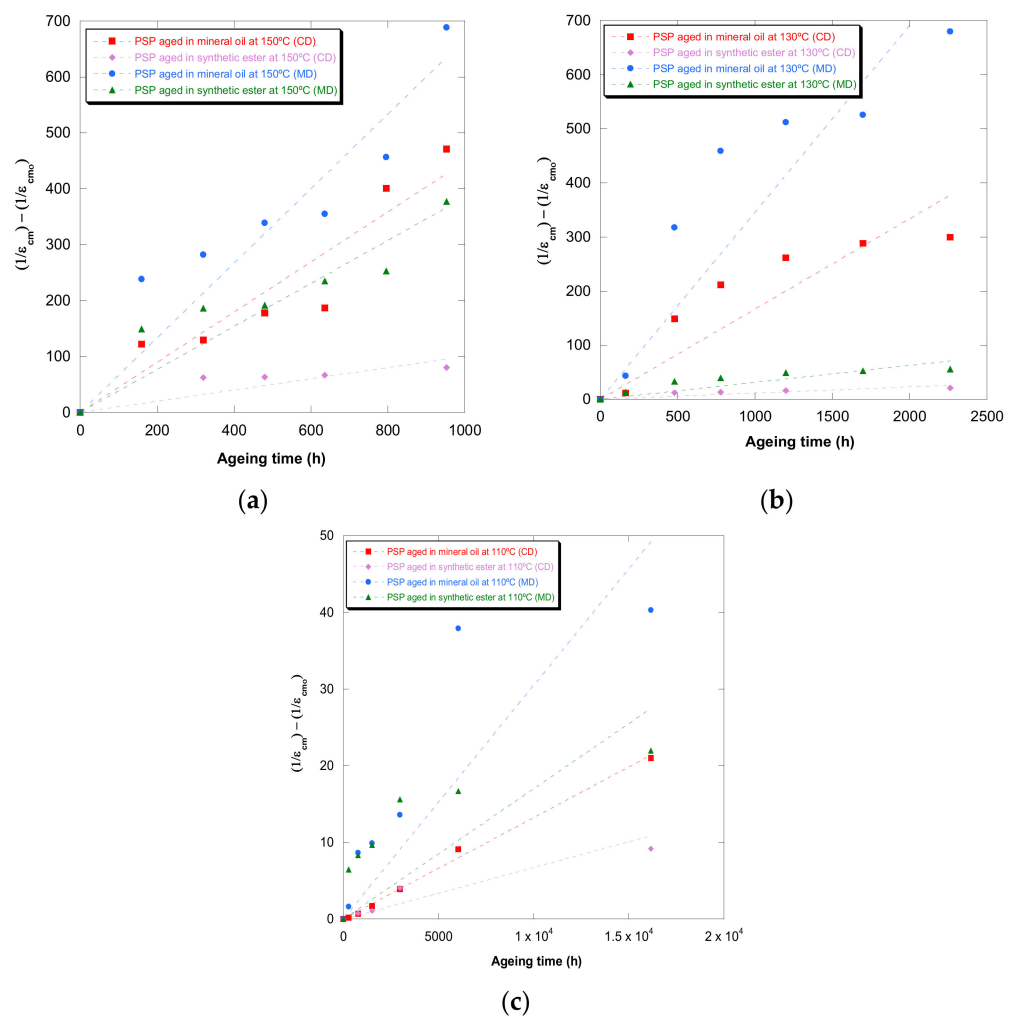 700
600
500
400
300
200
100
0
(1/ε cm) − (1/ε cmo)
PSP aged in mineral oil at 150ºC (CD)
PSP aged in synthetic ester at 150ºC (CD)
PSP aged in mineral oil at 150ºC (MD)
PSP aged in synthetic ester at 150ºC (MD)
0 200 400 600 800 1000
Ageing time (h)
(a)
700
600
500
400
300
200
100
0
(1/ε cm) − (1/ε cmo)
PSP aged in mineral oil at 130ºC (CD)
PSP aged in synthetic ester at 130ºC (CD)
PSP aged in mineral oil at 130ºC (MD)
PSP aged in synthetic ester at 130ºC (MD)
0 500 1000 1500 2000 2500
Ageing time (h)
(b)
50
40
30
20
10
0
(1/ε cm) − (1/ε cmo)
PSP aged in mineral oil at 110ºC (CD)
PSP aged in synthetic ester at 110ºC (CD)
PSP aged in mineral oil at 110ºC (MD)
PSP aged in synthetic ester at 110ºC (MD)
0 5000 1 x 10⁴ 1.5 x 10⁴ 2 x 10⁴
Ageing time (h)
(c)